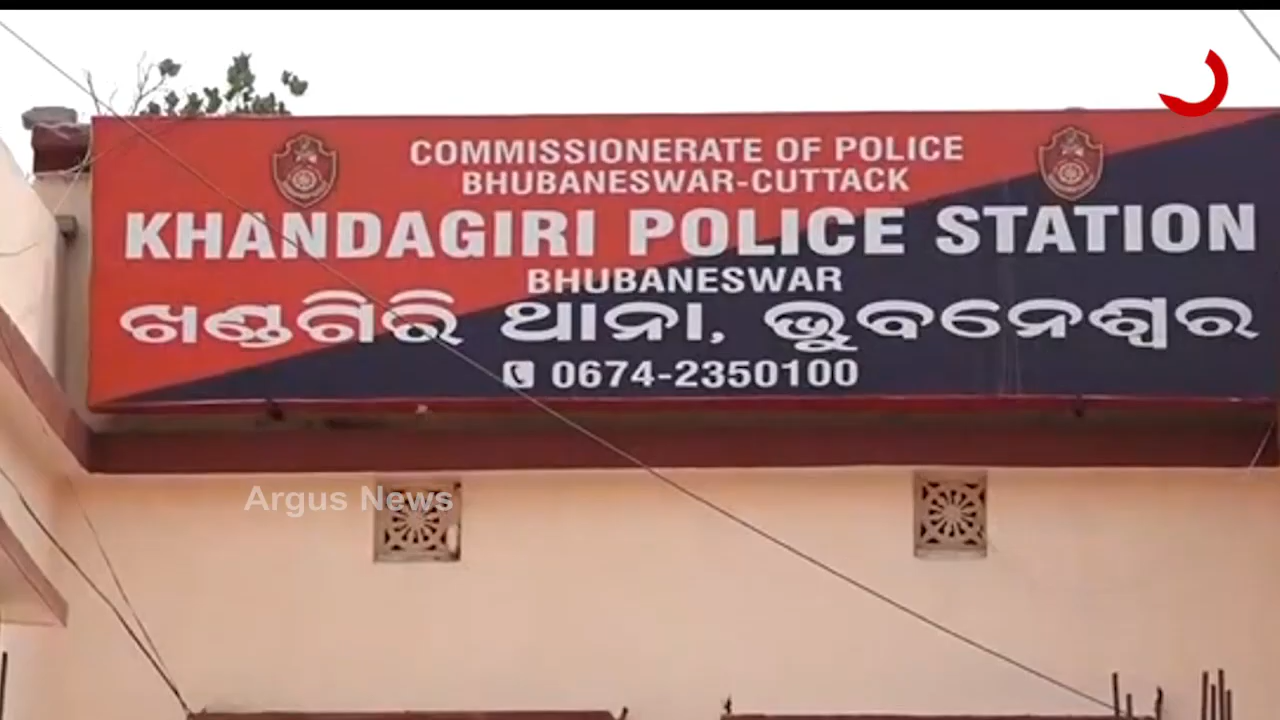 COMMISSIONERATE OF POLICE
BHUBANESWAR-CUTTACK
KHANDAGIRI POLICE STATION
BHUBANESWAR
ଖଣ୍ଡଗିରି ଥାନା, ଭୁବନେଶ୍ୱର
0674-2350100
Argus News